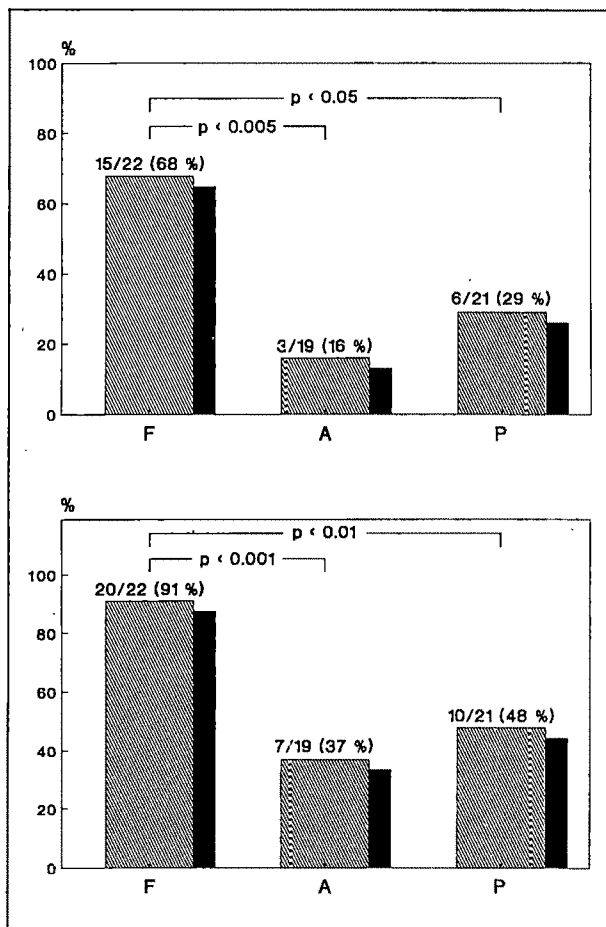 %
100
p < 0.05
p < 0.005
15/22 (68 %)
80
60
40
6/21 (29 %)
3/19 (16 %)
20
0
F A P
%
p < 0.01
p < 0.001
100
20/22 (91 %)
80
60
10/21 (48 %)
7/19 (37 %)
40
20
0
F A P